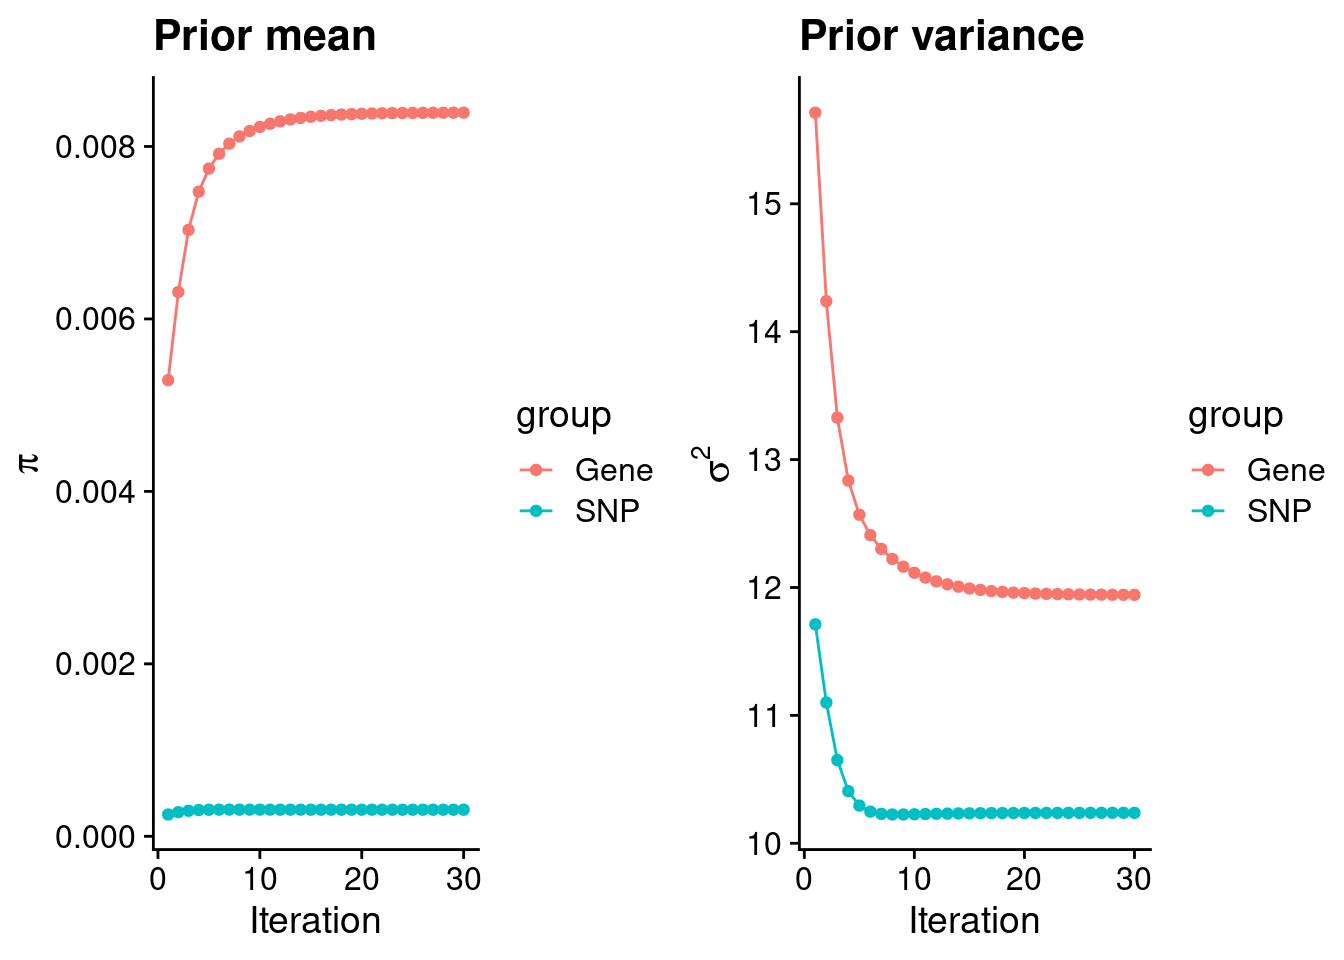 Prior mean
0.008
0.006
0.004
0.002
0.000
π
0 10 20 30
Iteration
group
Gene
SNP
Prior variance
15
14
13
12
11
10
σ²
0 10 20 30
Iteration
group
Gene
SNP